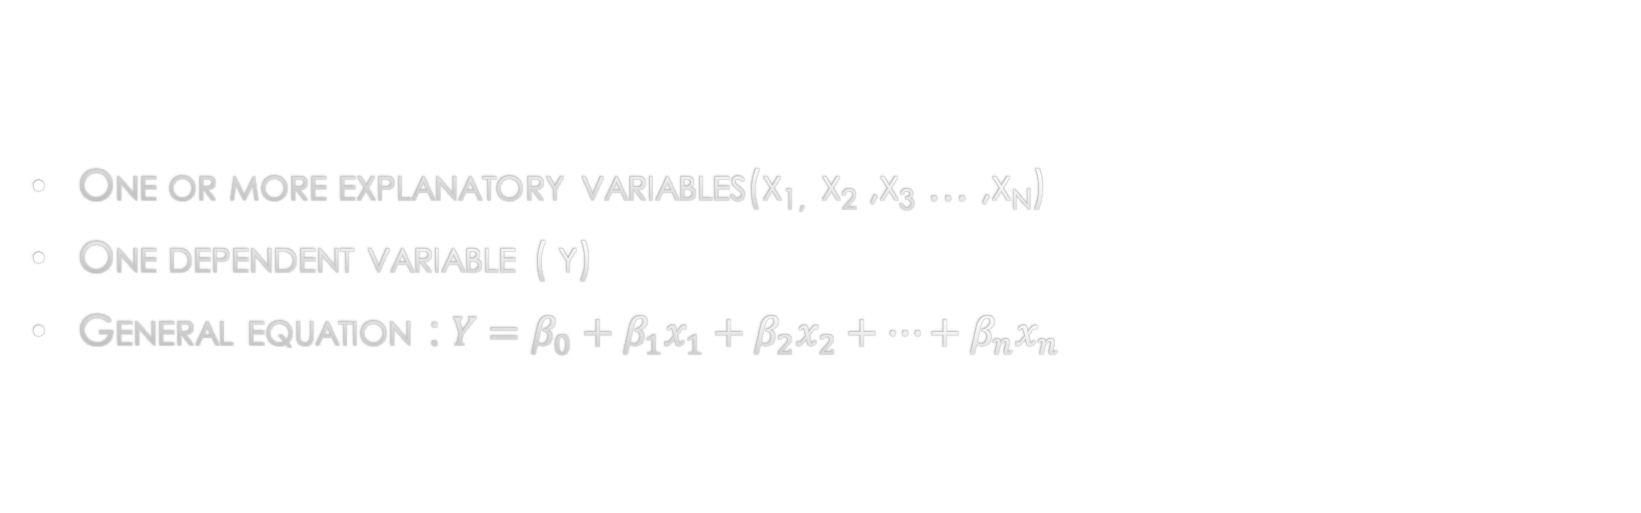 ◦ One or more explanatory variables(x₁, x₂ ,x₃ … ,xN)
◦ One dependent variable ( y)
◦ General equation : Y = β₀ + β₁x₁ + β₂x₂ + ⋯ + βₙxₙ